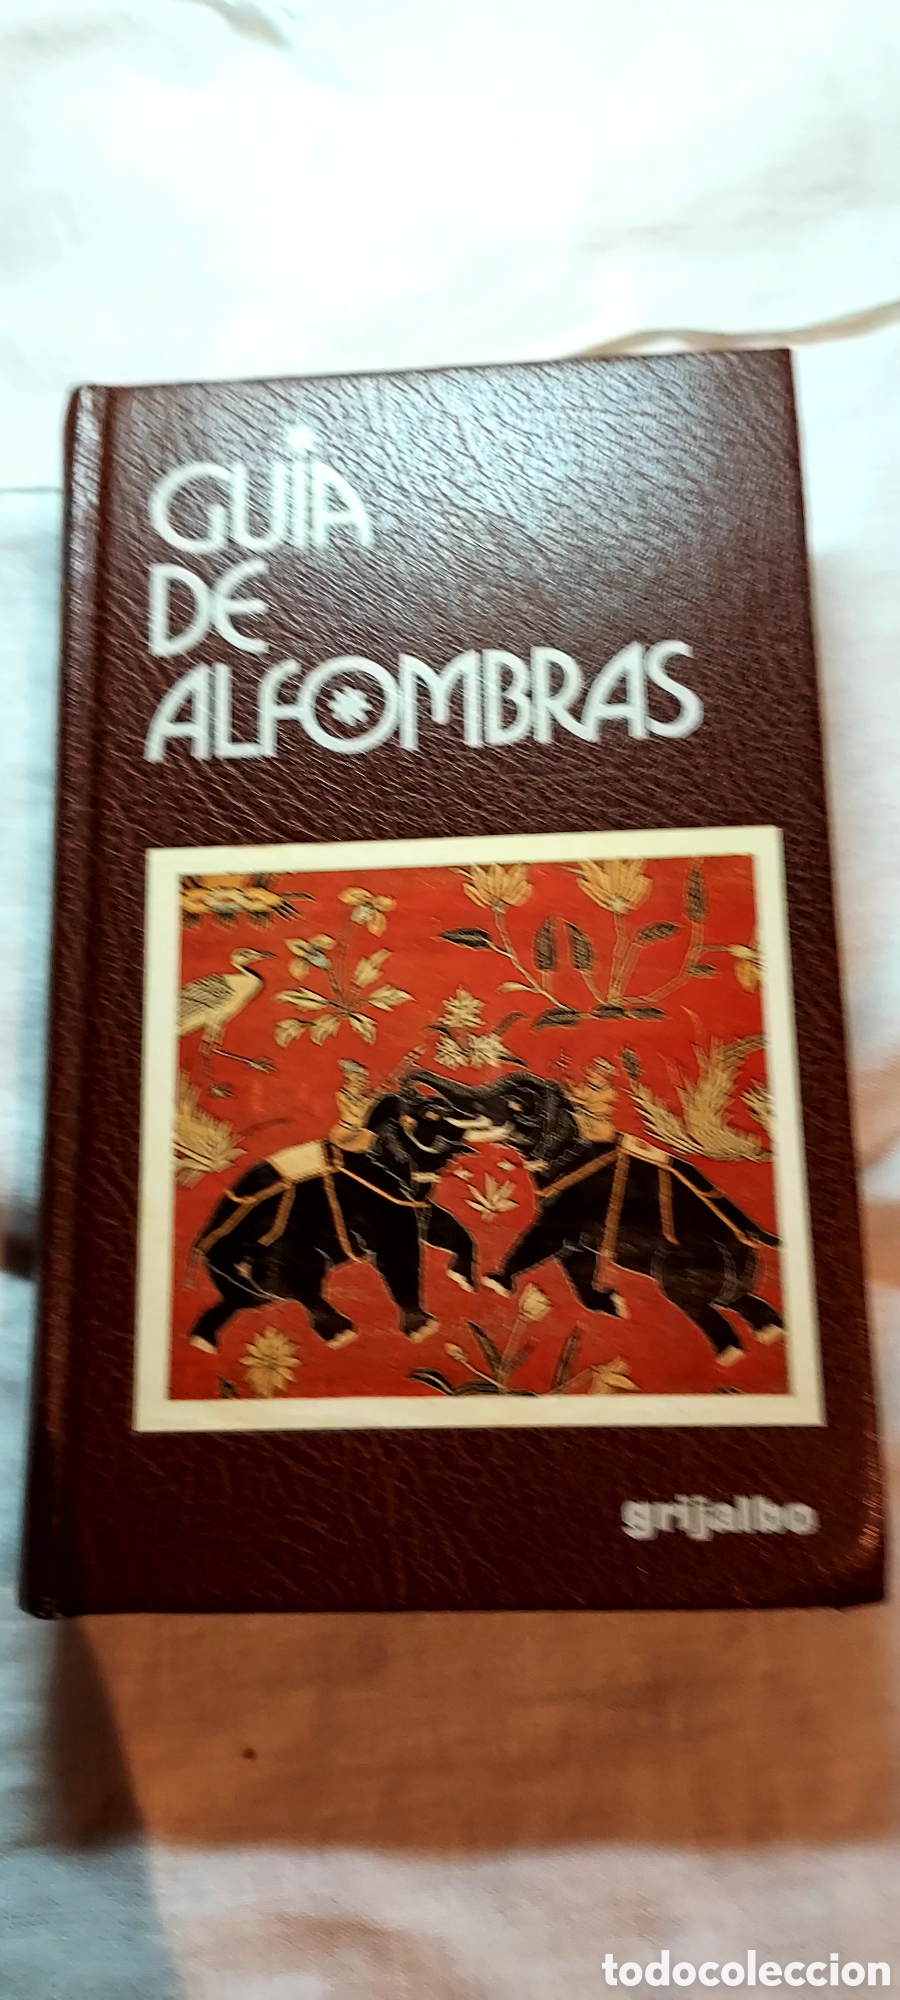 GUIA
DE
ALFOMBRAS
grijalbo
todocoleccion